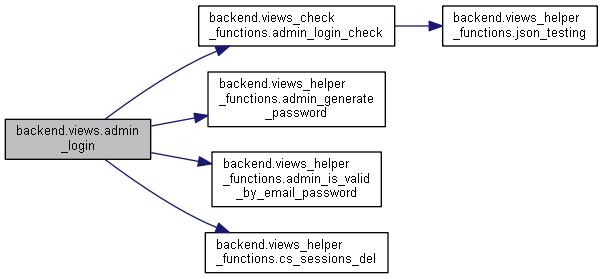 backend.views_check
_functions.admin_login_check
backend.views_helper
_functions.json_testing
backend.views_helper
_functions.admin_generate
_password
backend.views.admin
_login
backend.views_helper
_functions.admin_is_valid
_by_email_password
backend.views_helper
_functions.cs_sessions_del